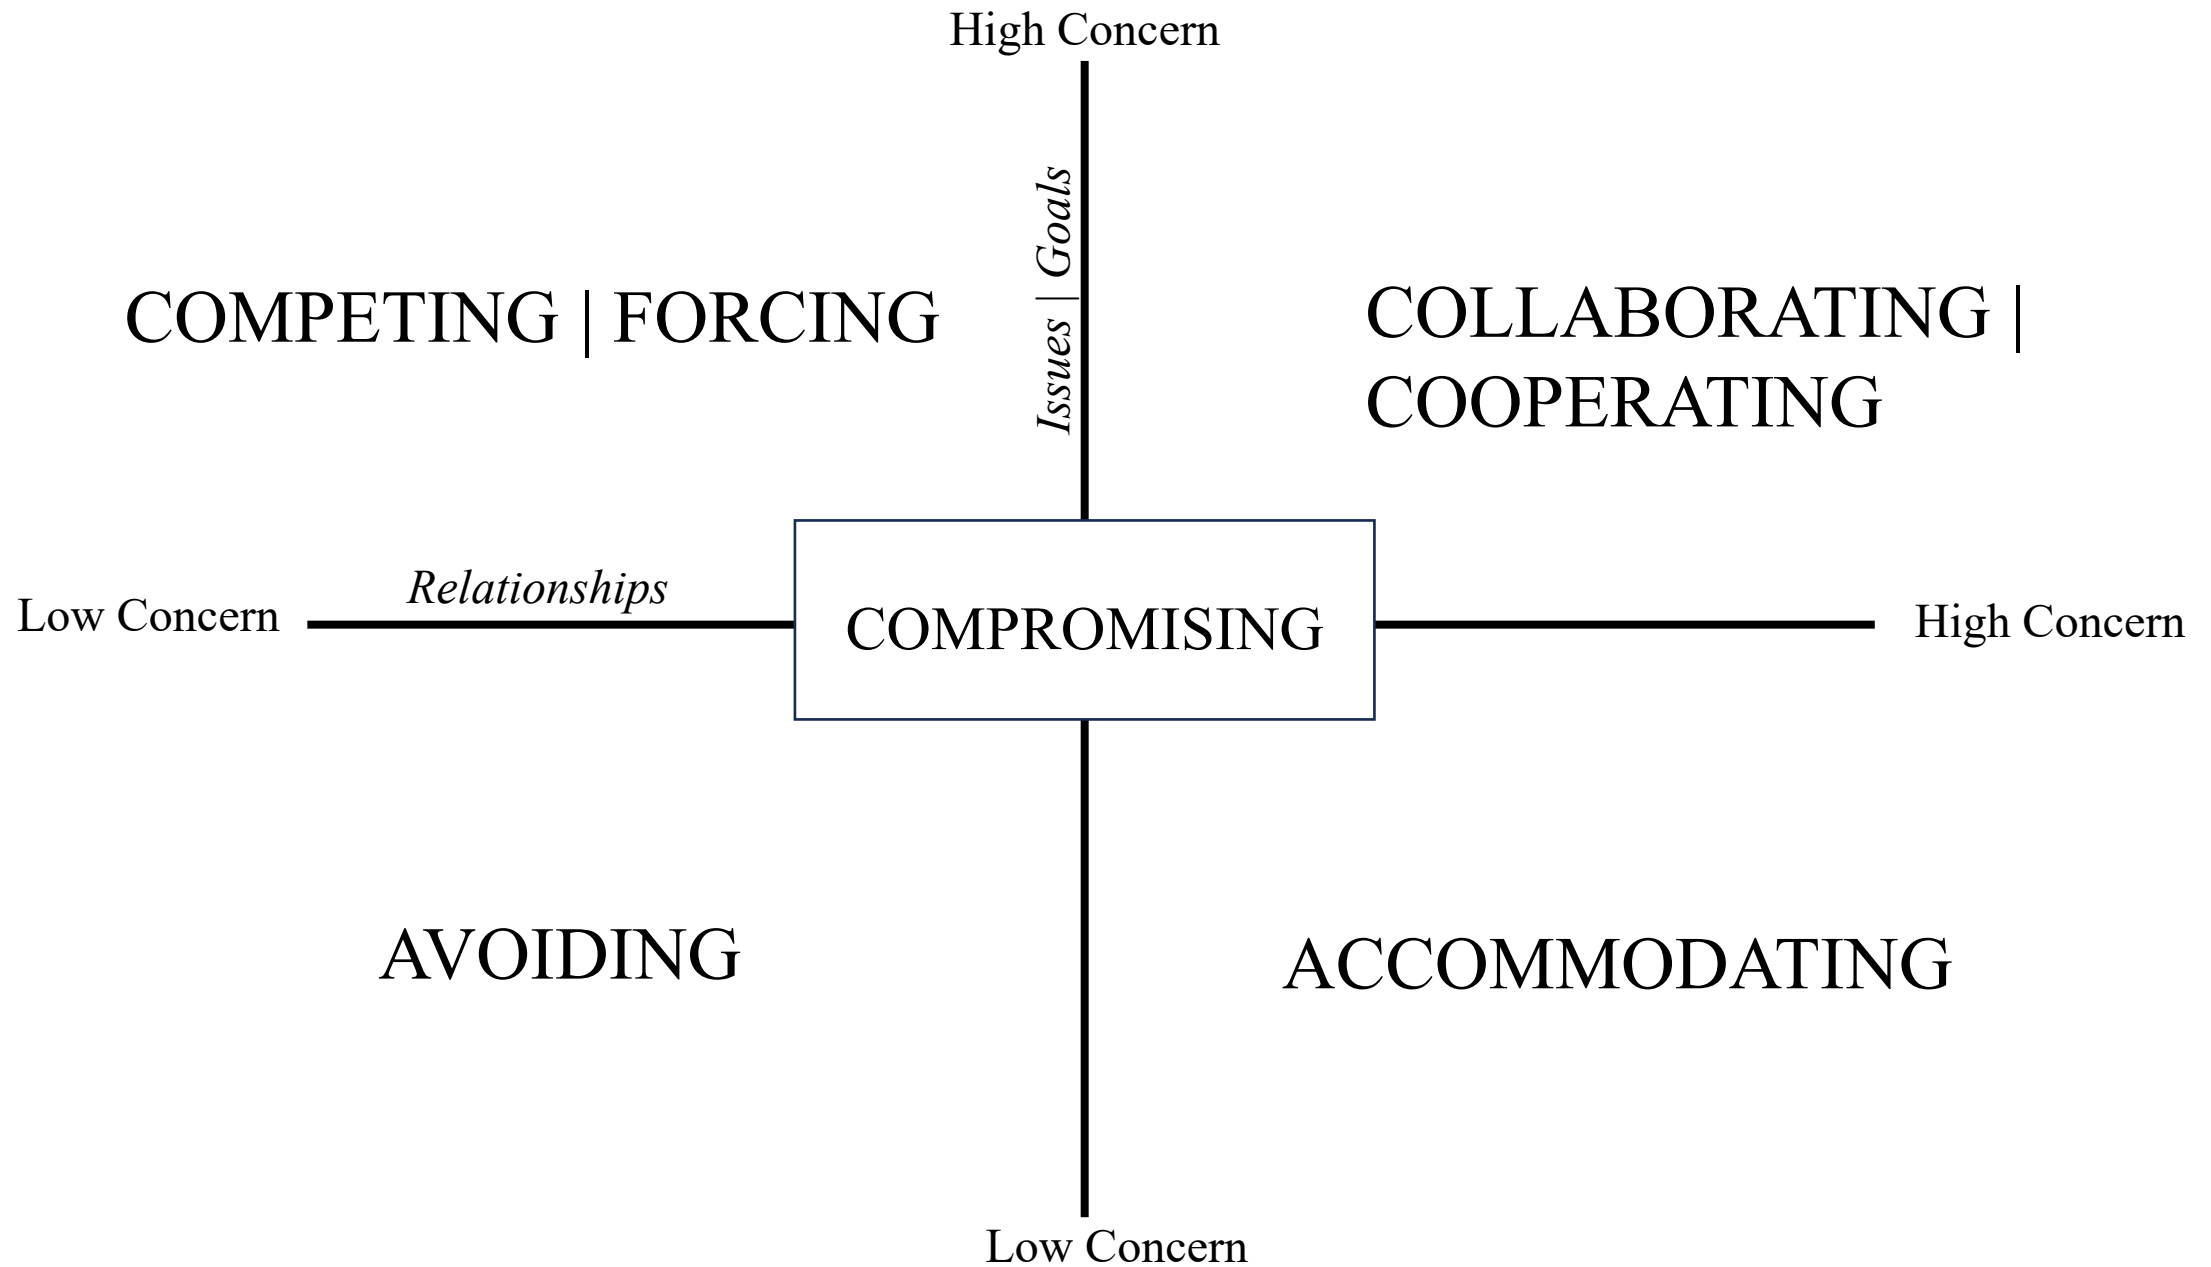 High Concern
Issues | Goals
COMPETING | FORCING
COLLABORATING |
COOPERATING
Relationships
Low Concern
COMPROMISING
High Concern
AVOIDING
ACCOMMODATING
Low Concern